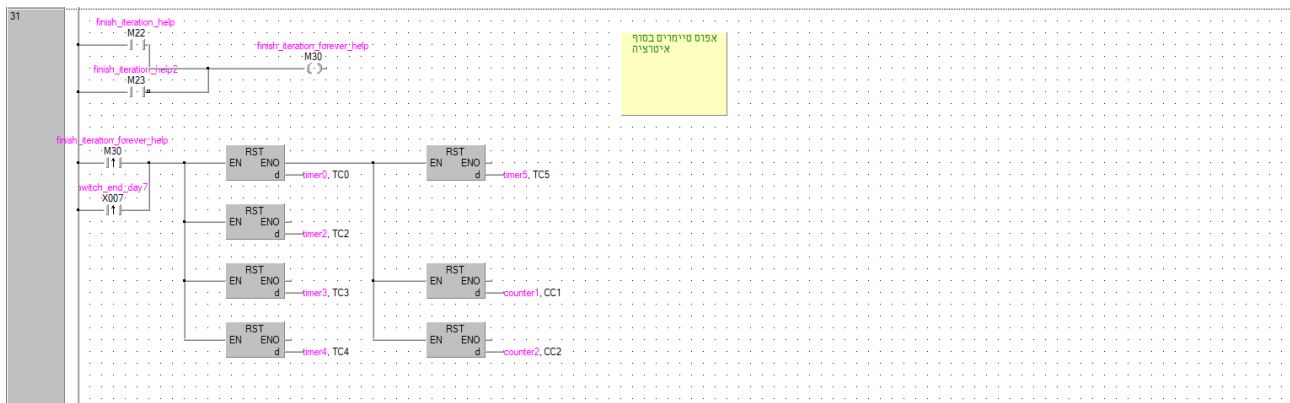 31
finish_iteration_help
M22
finish_iteration_forever_help
M30
finish_iteration_help2
M23
אפוס טיימרים בסוף
איטרציה
finish_iteration_forever_help
M30
switch_end_day7
X007
RST
EN ENO
d
timer0, TC0
RST
EN ENO
d
timer5, TC5
RST
EN ENO
d
timer2, TC2
RST
EN ENO
d
timer3, TC3
RST
EN ENO
d
counter1, CC1
RST
EN ENO
d
timer4, TC4
RST
EN ENO
d
counter2, CC2